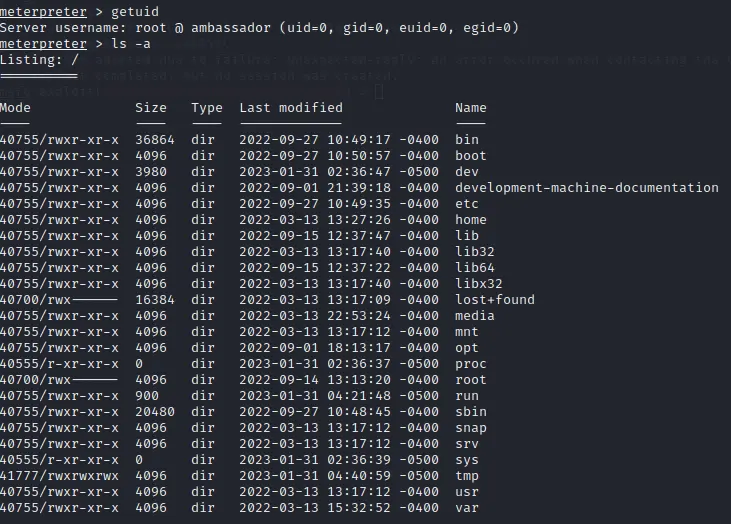 meterpreter > getuid
Server username: root @ ambassador (uid=0, gid=0, euid=0, egid=0)
meterpreter > ls -a
Listing: /
==========
Mode Size Type Last modified Name
---- ---- ---- ------------- ----
40755/rwxr-xr-x 36864 dir 2022-09-27 10:49:17 -0400 bin
40755/rwxr-xr-x 4096 dir 2022-09-27 10:50:57 -0400 boot
40755/rwxr-xr-x 3980 dir 2023-01-31 02:36:47 -0500 dev
40755/rwxr-xr-x 4096 dir 2022-09-01 21:39:18 -0400 development-machine-documentation
40755/rwxr-xr-x 4096 dir 2022-09-27 10:49:35 -0400 etc
40755/rwxr-xr-x 4096 dir 2022-03-13 13:27:26 -0400 home
40755/rwxr-xr-x 4096 dir 2022-09-15 12:37:47 -0400 lib
40755/rwxr-xr-x 4096 dir 2022-03-13 13:17:40 -0400 lib32
40755/rwxr-xr-x 4096 dir 2022-09-15 12:37:22 -0400 lib64
40755/rwxr-xr-x 4096 dir 2022-03-13 13:17:40 -0400 libx32
40700/rwx------ 16384 dir 2022-03-13 13:17:09 -0400 lost+found
40755/rwxr-xr-x 4096 dir 2022-03-13 22:53:24 -0400 media
40755/rwxr-xr-x 4096 dir 2022-03-13 13:17:12 -0400 mnt
40755/rwxr-xr-x 4096 dir 2022-09-01 18:13:17 -0400 opt
40555/r-xr-xr-x 0 dir 2023-01-31 02:36:37 -0500 proc
40700/rwx------ 4096 dir 2022-09-14 13:13:20 -0400 root
40755/rwxr-xr-x 900 dir 2023-01-31 04:21:48 -0500 run
40755/rwxr-xr-x 20480 dir 2022-09-27 10:48:45 -0400 sbin
40755/rwxr-xr-x 4096 dir 2022-03-13 13:17:12 -0400 snap
40755/rwxr-xr-x 4096 dir 2022-03-13 13:17:12 -0400 srv
40555/r-xr-xr-x 0 dir 2023-01-31 02:36:39 -0500 sys
41777/rwxrwxrwx 4096 dir 2023-01-31 04:40:59 -0500 tmp
40755/rwxr-xr-x 4096 dir 2022-03-13 13:17:12 -0400 usr
40755/rwxr-xr-x 4096 dir 2022-03-13 15:32:52 -0400 var